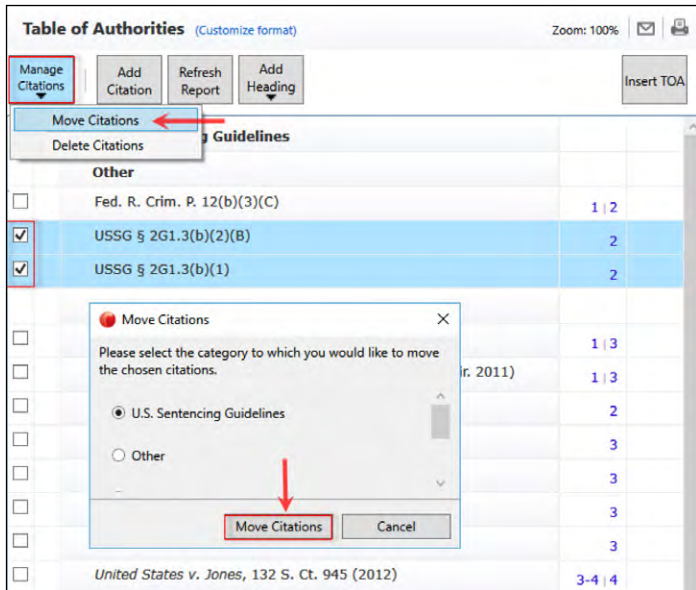 Table of Authorities (Customize format) Zoom: 100%
Manage Citations Add Citation Refresh Report Add Heading Insert TOA
Move Citations
Guidelines
Delete Citations
Other
Fed. R. Crim. P. 12(b)(3)(C) 1 | 2
USSG § 2G1.3(b)(2)(B) 2
USSG § 2G1.3(b)(1) 2
Move Citations
Please select the category to which you would like to move
the chosen citations.
1 | 3
ir. 2011) 1 | 3
U.S. Sentencing Guidelines 2
3
Other
3
3
Move Citations Cancel
3
United States v. Jones, 132 S. Ct. 945 (2012) 3-4 | 4